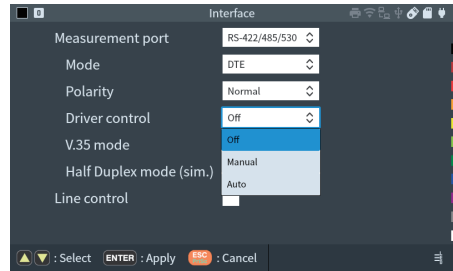 0 Interface
Measurement port RS-422/485/530
Mode DTE
Polarity Normal
Driver control Off
V.35 mode Off
Half Duplex mode (sim.) Manual
Auto
Line control
: Select ENTER : Apply ESC : Cancel